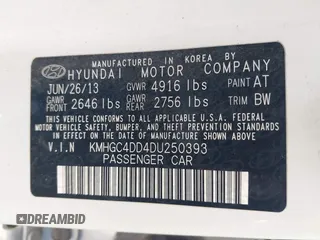 MANUFACTURED IN KOREA BY
HYUNDAI MOTOR COMPANY
JUN/26/13 GVWR 4916 lbs PAINT AT
GAWR FRONT 2646 lbs GAWR REAR 2756 lbs TRIM BW
THIS VEHICLE CONFORMS TO ALL APPLICABLE
U.S. FEDERAL MOTOR VEHICLE SAFETY, BUMPER,
AND THEFT PREVENTION STANDARDS IN EFFECT ON
THE DATE OF MANUFACTURE SHOWN ABOVE.
V.I.N KMHGC4DD4DU250393
PASSENGER CAR
DREAMBID